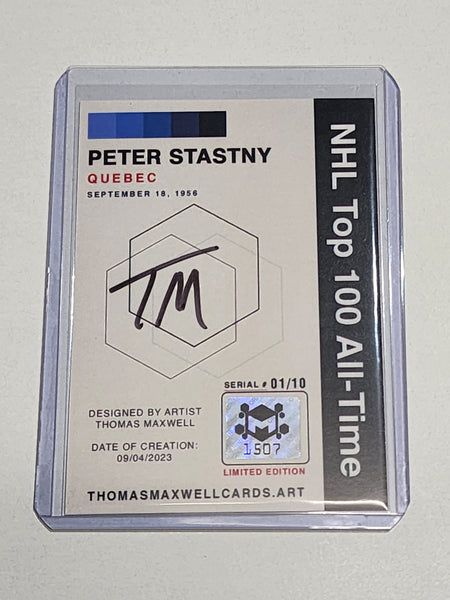 PETER STASTNY
QUEBEC
SEPTEMBER 18, 1956
NHL Top 100 All-Time
TM
SERIAL # 01/10
1507
LIMITED EDITION
DESIGNED BY ARTIST
THOMAS MAXWELL
DATE OF CREATION:
09/04/2023
THOMASMAXWELLCARDS.ART